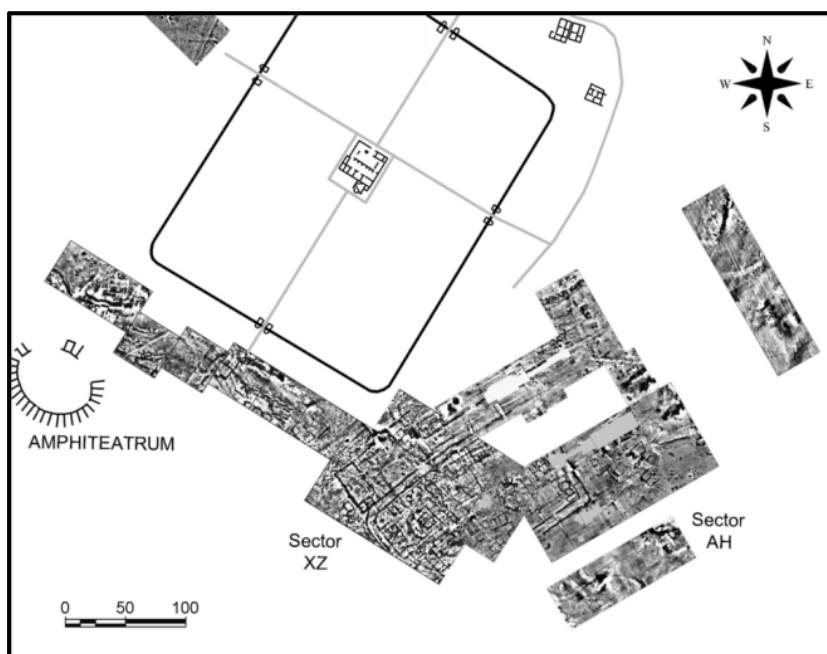 N
W E
S
AMPHITEATRUM
Sector
XZ
Sector
AH
0 50 100